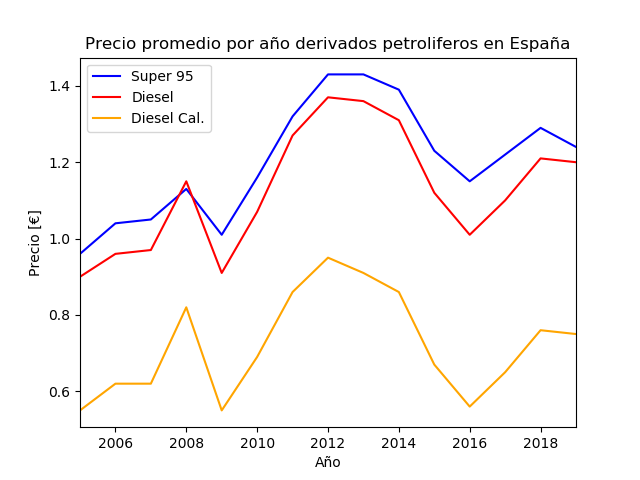 Precio promedio por año derivados petroliferos en España
Super 95
Diesel
Diesel Cal.
1.4
1.2
1.0
0.8
0.6
Precio [€]
2006 2008 2010 2012 2014 2016 2018
Año